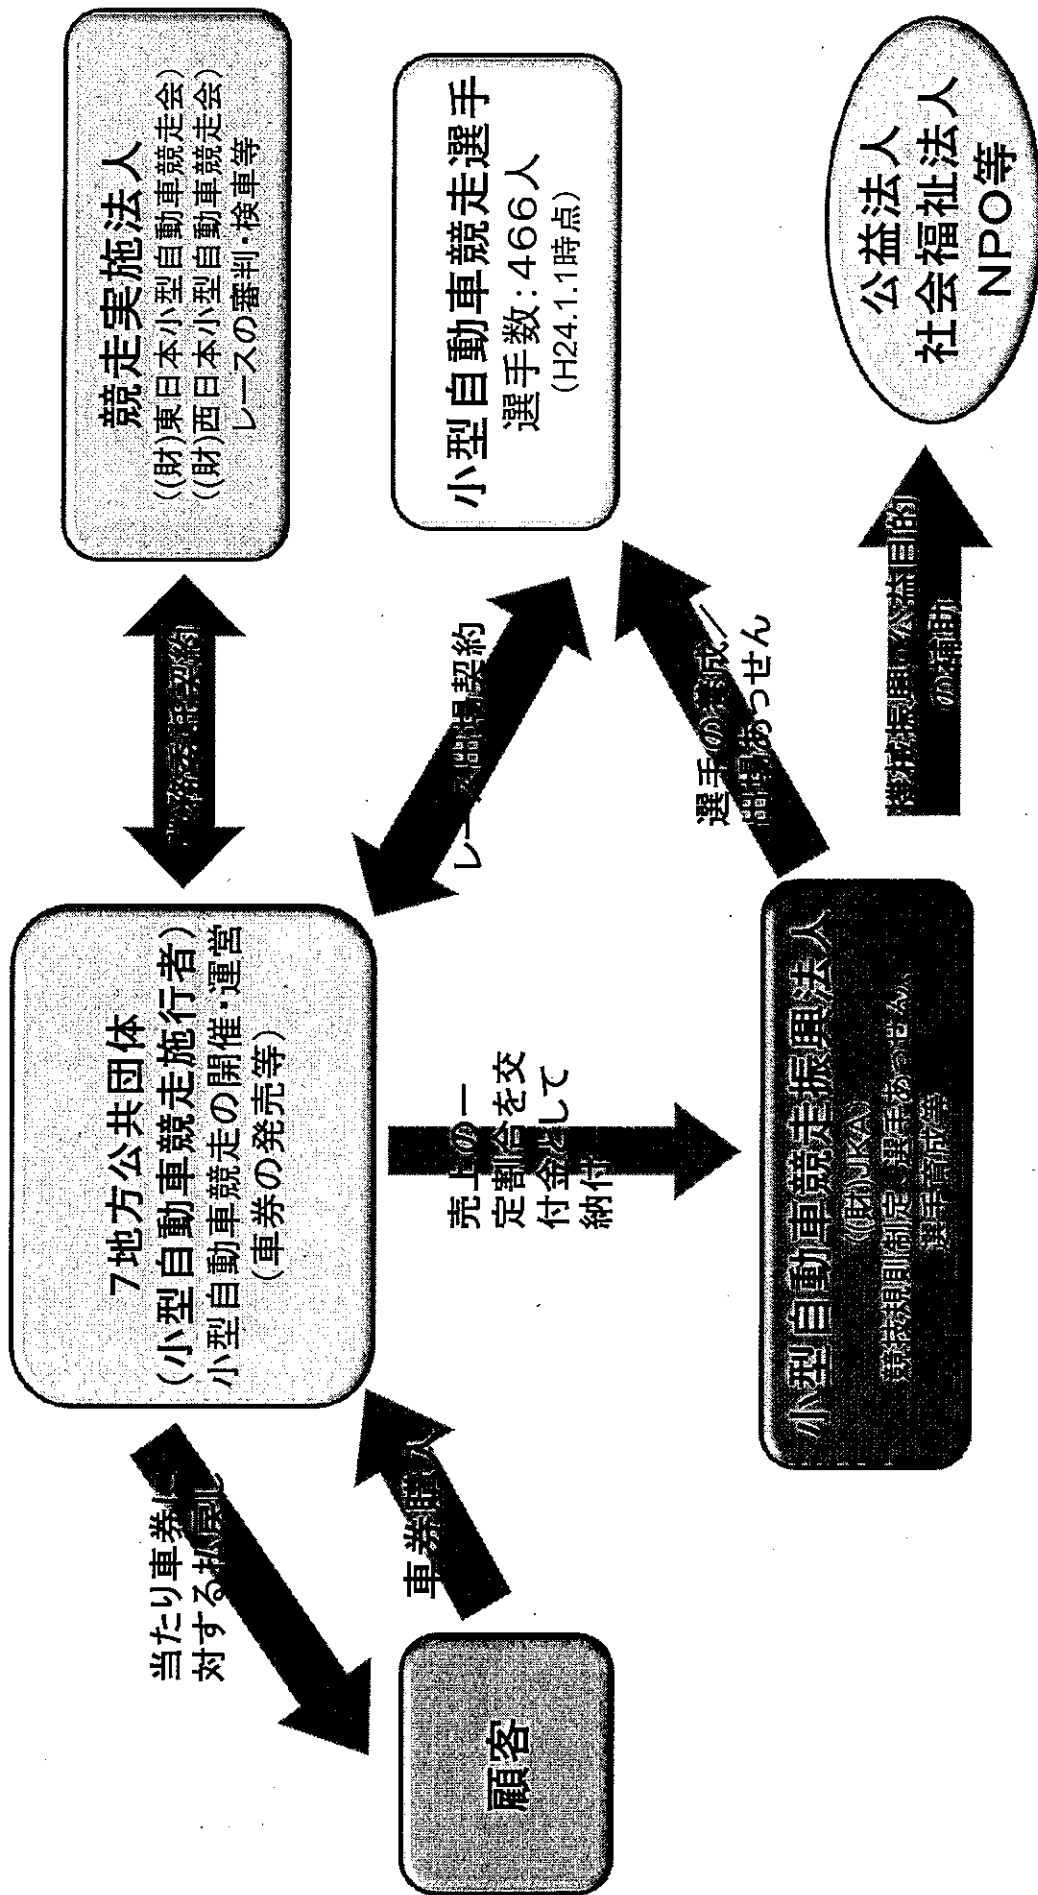 競走実施法人
((財)東日本小型自動車競走会)
((財)西日本小型自動車競走会)
レースの審判・検車等
7地方公共団体
(小型自動車競走施行者)
小型自動車競走の開催・運営
(車券の発売等)
当たり車券に
対する払戻し
車券購入
顧客
レース出場契約
小型自動車競走選手
選手数:466人
(H24.1.1時点)
売上の一
定割合を交
付金として
納付
選手の養成/
出場あっせん
小型自動車競走振興法人
((財)JKA)
競技規則制定、選手あっせん、
選手育成等
機械振興・公益目的
の補助
公益法人
社会福祉法人
NPO等